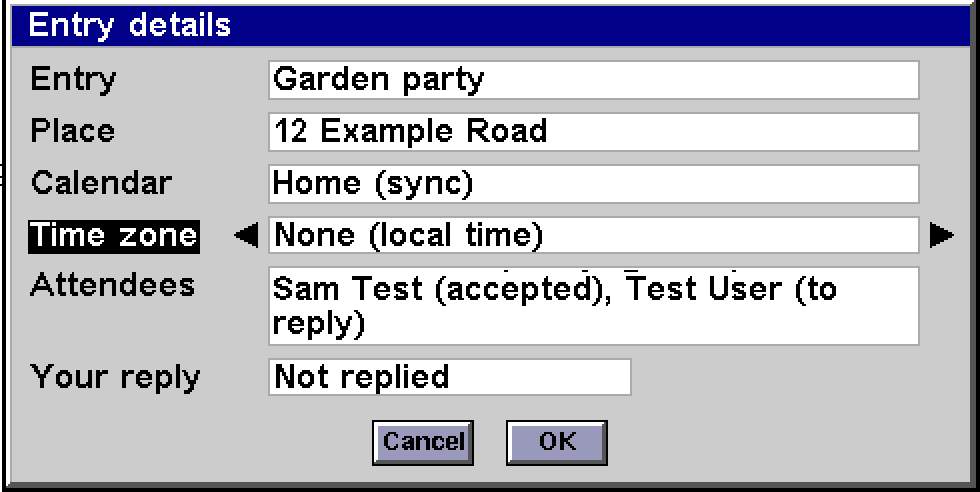 Entry details
Entry
Garden party
Place
12 Example Road
Calendar
Home (sync)
Time zone
None (local time)
Attendees
Sam Test (accepted), Test User (to
reply)
Your reply
Not replied
Cancel
OK